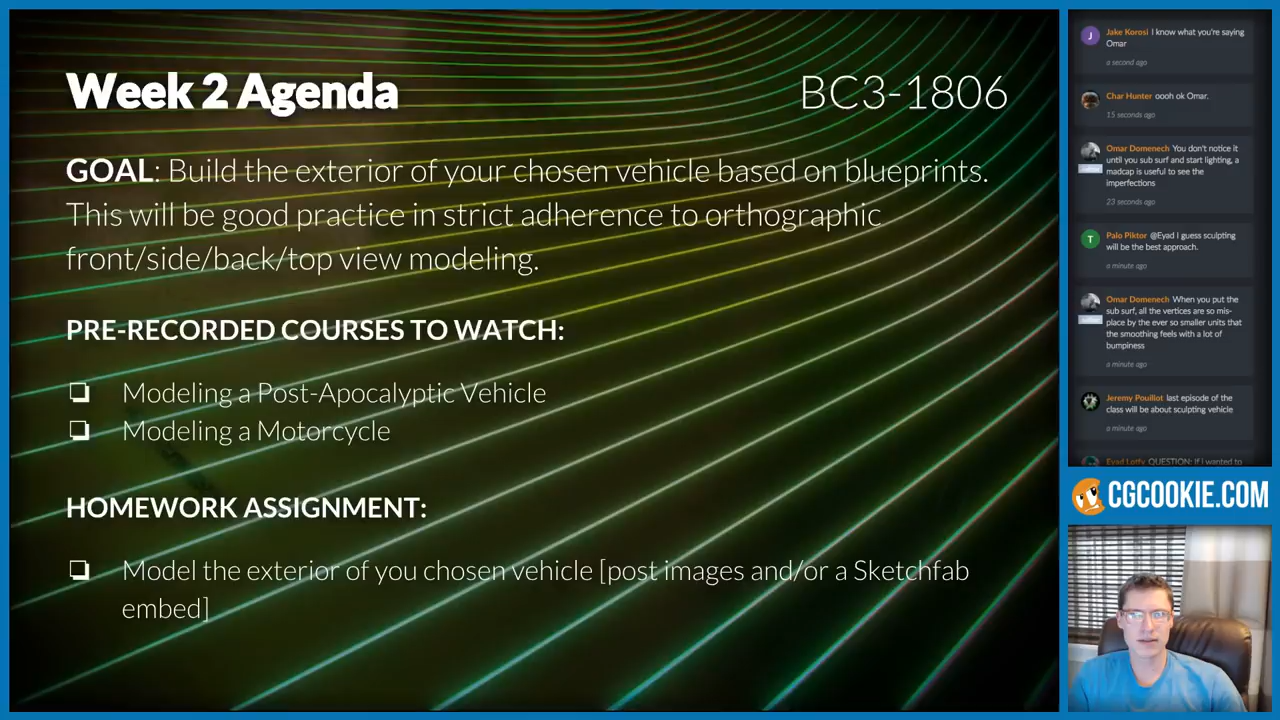 Week 2 Agenda
BC3-1806
GOAL: Build the exterior of your chosen vehicle based on blueprints.
This will be good practice in strict adherence to orthographic
front/side/back/top view modeling.
PRE-RECORDED COURSES TO WATCH:
Modeling a Post-Apocalyptic Vehicle
Modeling a Motorcycle
HOMEWORK ASSIGNMENT:
Model the exterior of you chosen vehicle [post images and/or a Sketchfab
embed]
J
Jake Korosi I know what you're saying
Omar
a second ago
Char Hunter oooh ok Omar.
15 seconds ago
Omar Domenech You don't notice it
until you sub surf and start lighting, a
madcap is useful to see the
imperfections
23 seconds ago
T
Palo Piktor @Eyad I guess sculpting
will be the best approach.
a minute ago
Omar Domenech When you put the
sub surf, all the vertices are so mis-
place by the ever so smaller units that
the smoothing feels with a lot of
bumpiness
a minute ago
Jeremy Pouillot last episode of the
class will be about sculpting vehicle
a minute ago
Eyad Lotfy QUESTION: If i wanted to
CGCOOKIE.COM